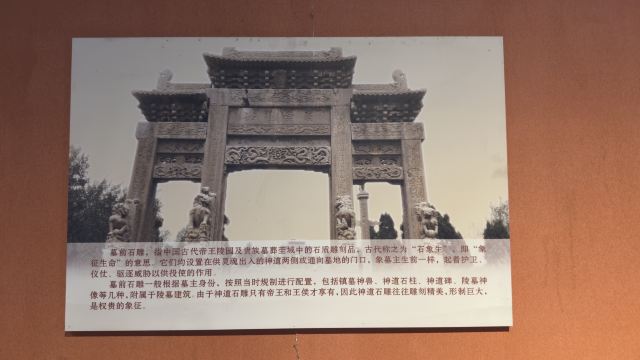 墓前石雕，指中国古代帝王陵园及贵族墓葬茔域中的石质雕刻品，古代称之为“石象生”，即“象
征生命”的意思。它们均设置在供灵魂出入的神道两侧或道向墓地的门口，象墓主生前一样，起着护卫、
仪仗、驱逐威胁以供役使的作用。
墓前石雕一般根据墓主身份，按照当时规制进行配置，包括镇墓神兽、神道石柱、神道碑、陵墓神
像等几种，附属于陵墓建筑。由于神道石雕只有帝王和王侯才享有，因此神道石雕往往雕刻精美，形制巨大，
是权贵的象征。